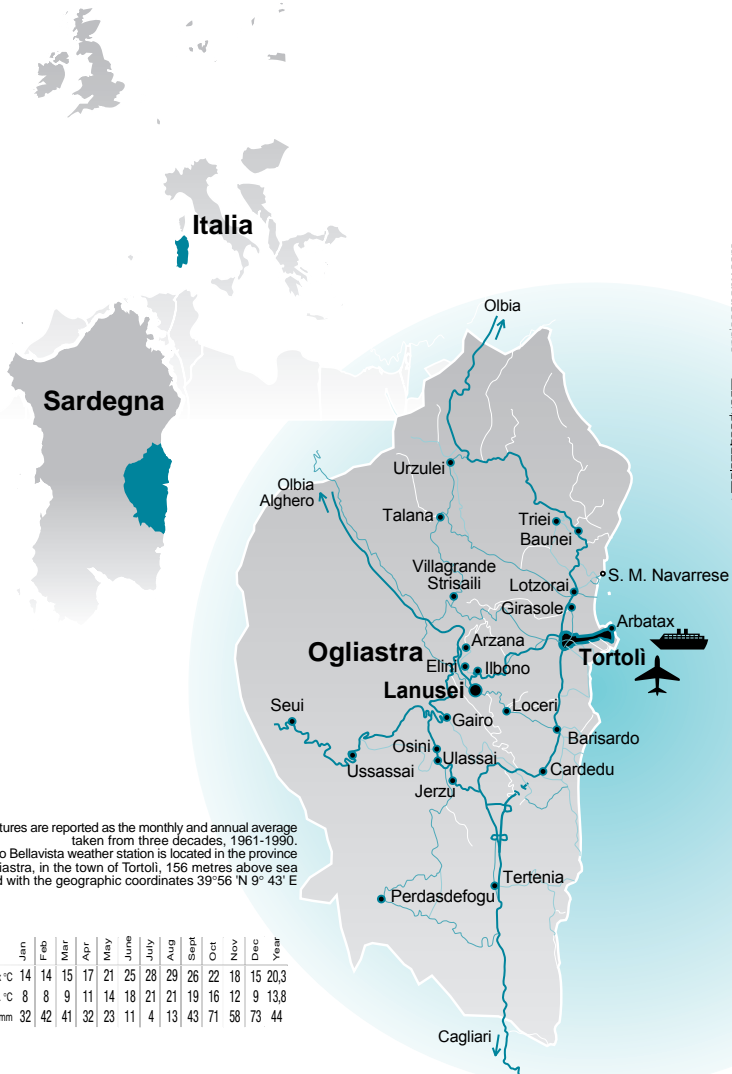 Italia
Sardegna
Olbia
Urzulei
Olbia
Alghero
Talana
Triei
Baunei
Villagrande
Strisaili
Lotzorai
S. M. Navarrese
Girasole
Arbatax
Ogliastra
Arzana
Tortolì
Elini
Ilbono
Lanusei
Seui
Loceri
Gairo
Barisardo
Osini
Ulassai
Ussassai
Cardedu
Jerzu
Tertenia
Perdasdefogu
Cagliari
tures are reported as the monthly and annual average
taken from three decades, 1961-1990.
o Bellavista weather station is located in the province
iastra, in the town of Tortolì, 156 metres above sea
d with the geographic coordinates 39°56 'N 9° 43' E
Jan Feb Mar Apr May June July Aug Sept Oct Nov Dec Year
°C 14 14 15 17 21 25 28 29 26 22 18 15 20,3
°C 8 8 9 11 14 18 21 21 19 16 12 9 13,8
mm 32 42 41 32 23 11 4 13 43 71 58 73 44